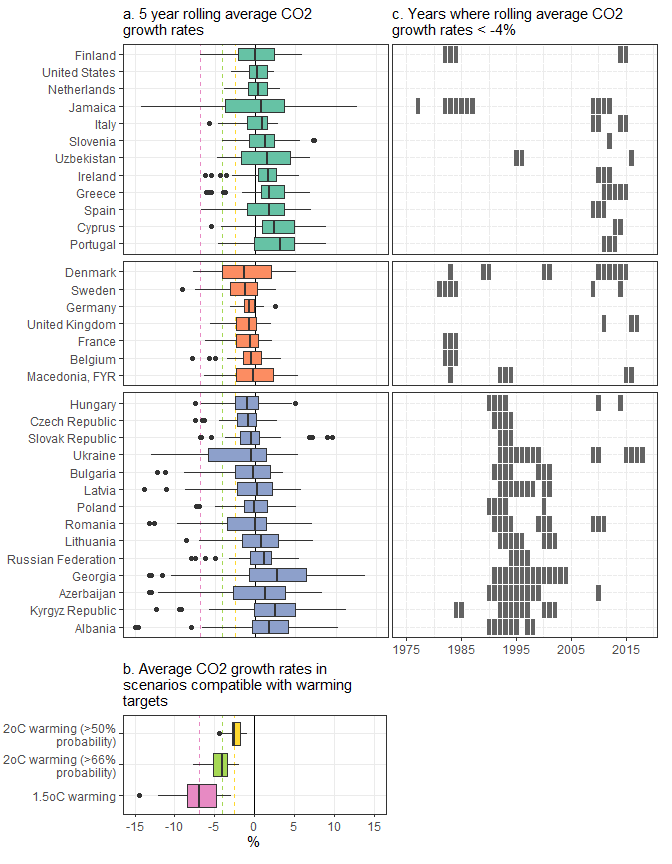 a. 5 year rolling average CO2
growth rates
c. Years where rolling average CO2
growth rates < -4%
Finland
United States
Netherlands
Jamaica
Italy
Slovenia
Uzbekistan
Ireland
Greece
Spain
Cyprus
Portugal
Denmark
Sweden
Germany
United Kingdom
France
Belgium
Macedonia, FYR
Hungary
Czech Republic
Slovak Republic
Ukraine
Bulgaria
Latvia
Poland
Romania
Lithuania
Russian Federation
Georgia
Azerbaijan
Kyrgyz Republic
Albania
1975 1985 1995 2005 2015
b. Average CO2 growth rates in
scenarios compatible with warming
targets
2oC warming (>50%
probability)
2oC warming (>66%
probability)
1.5oC warming
-15 -10 -5 0 5 10 15
%